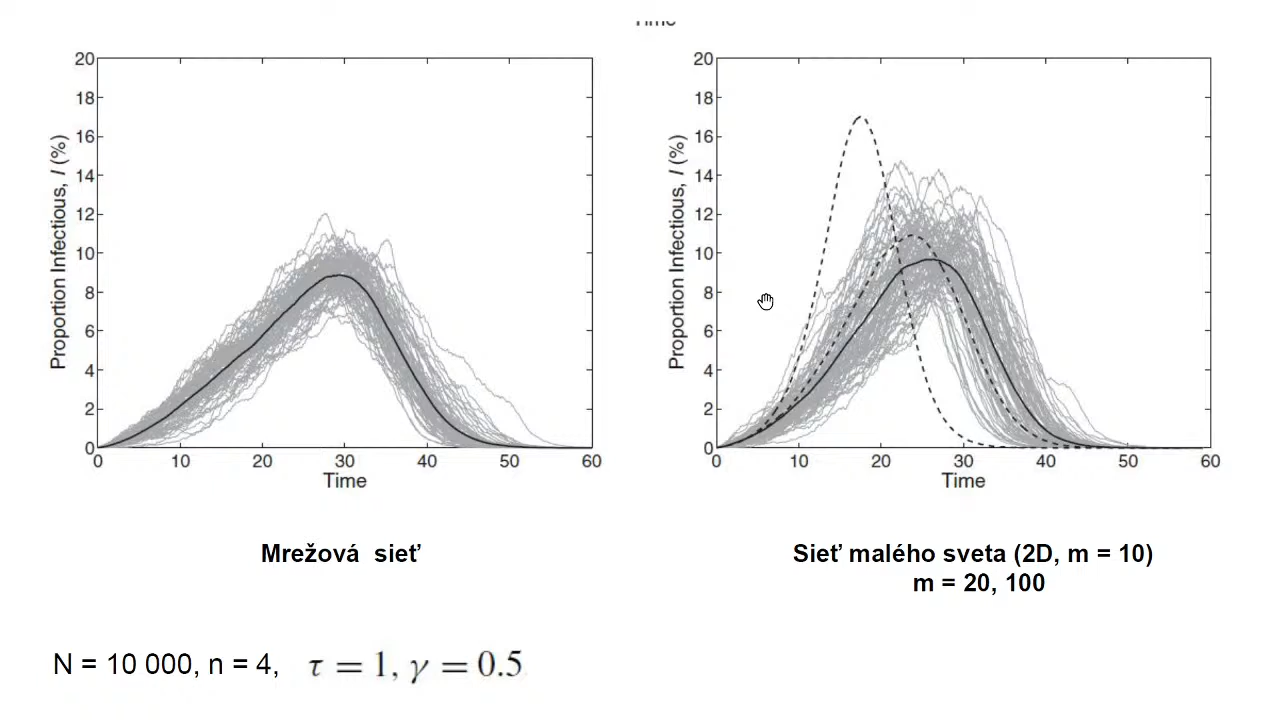 Time
20
18
16
14
12
10
8
6
4
2
0
Proportion Infectious, I (%)
0 10 20 30 40 50 60
Time
20
18
16
14
12
10
8
6
4
2
0
Proportion Infectious, I (%)
0 10 20 30 40 50 60
Time
Mrežová sieť
Sieť malého sveta (2D, m = 10)
m = 20, 100
N = 10 000, n = 4, τ = 1, γ = 0.5